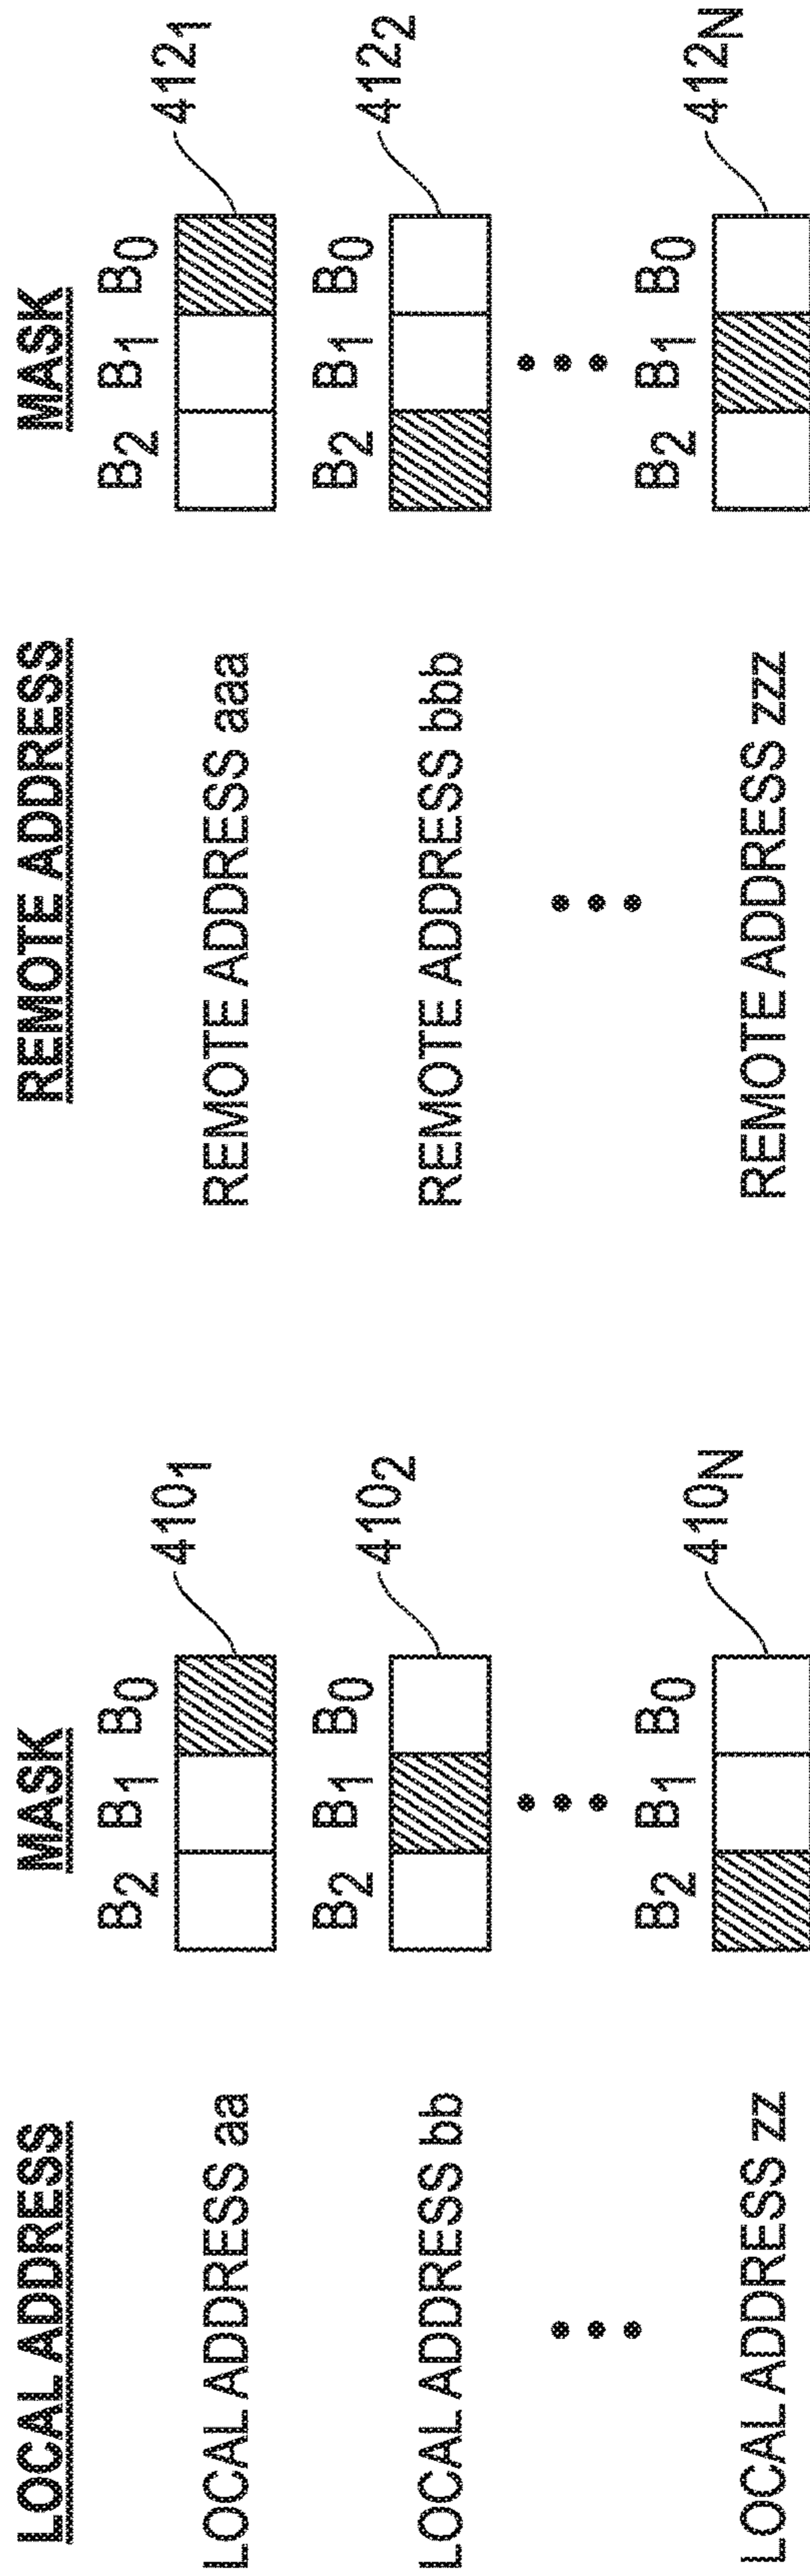 LOCAL ADDRESS MASK REMOTE ADDRESS MASK
B2 B1 B0 B2 B1 B0
LOCAL ADDRESS aa 4101 REMOTE ADDRESS aaa 4121
B2 B1 B0 B2 B1 B0
LOCAL ADDRESS bb 4102 REMOTE ADDRESS bbb 4122
B2 B1 B0 B2 B1 B0
LOCAL ADDRESS zz 410N REMOTE ADDRESS zzz 412N